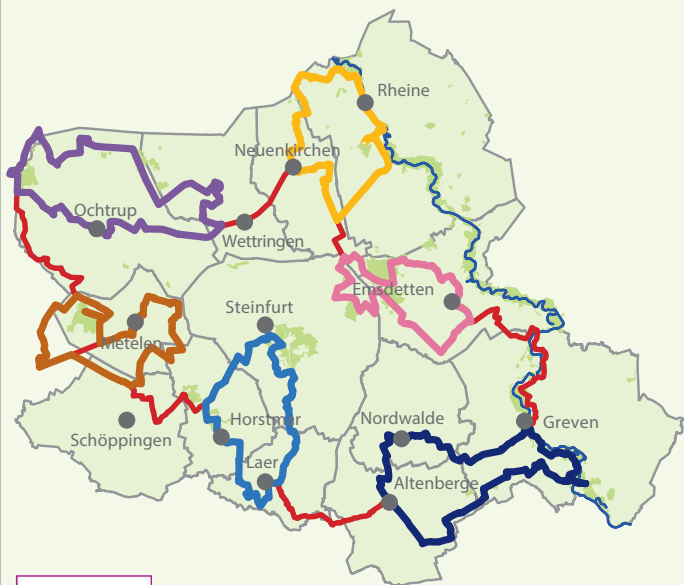 Rheine
Neuenkirchen
Ochtrup
Wettringen
Emsdetten
Steinfurt
Metelen
Horstmar
Nordwalde
Greven
Schöppingen
Laer
Altenberge